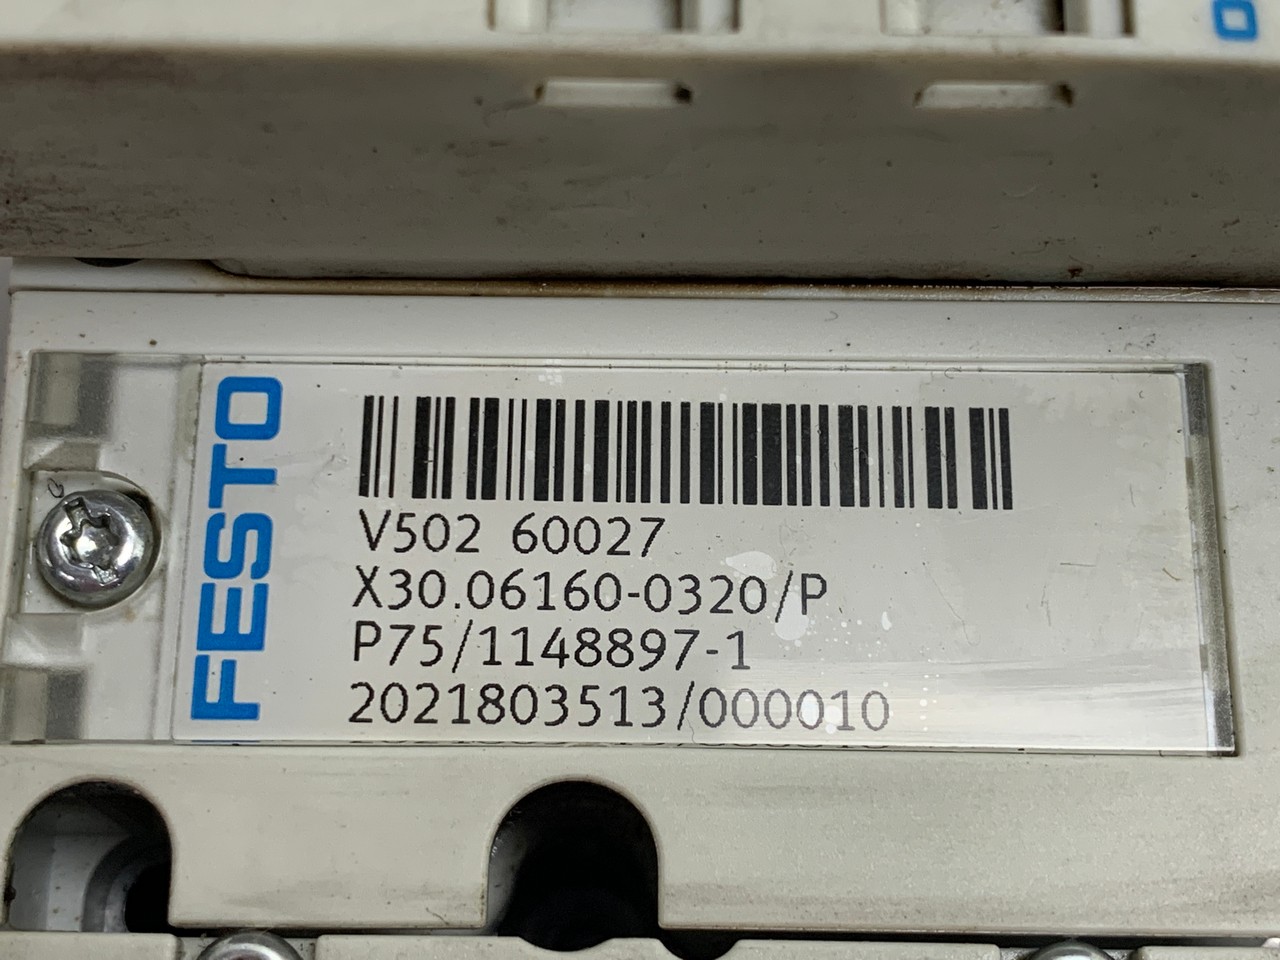 FESTO
V502 60027
X30.06160-0320/P
P75/1148897-1
2021803513/000010